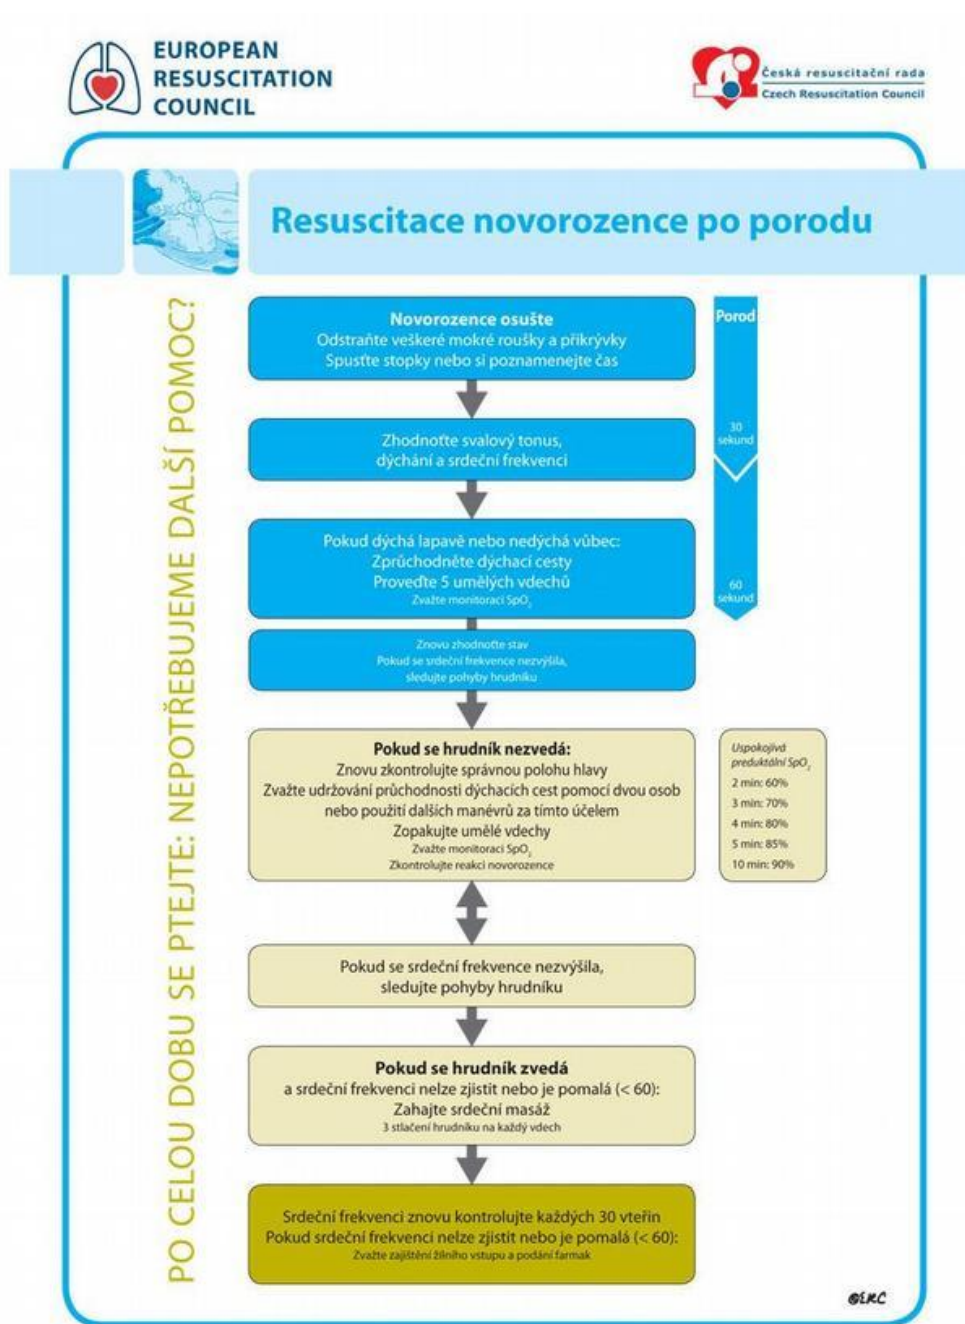 EUROPEAN
RESUSCITATION
COUNCIL
Česká resuscitační rada
Czech Resuscitation Council
Resuscitace novorozence po porodu
PO CELOU DOBU SE PTEJTE: NEPOTŘEBUJEME DALŠÍ POMOC?
Novorozence osušte
Odstraňte veškeré mokré roušky a přikrývky
Spusťte stopky nebo si poznamenejte čas
Porod
Zhodnoťte svalový tonus,
dýchání a srdeční frekvenci
30
sekund
Pokud dýchá lapavě nebo nedýchá vůbec:
Zprůchodněte dýchací cesty
Proveďte 5 umělých vdechů
Zvažte monitoraci SpO₂
60
sekund
Znovu zhodnoťte stav
Pokud se srdeční frekvence nezvýšila,
sledujte pohyby hrudníku
Pokud se hrudník nezvedá:
Znovu zkontrolujte správnou polohu hlavy
Zvažte udržování průchodnosti dýchacích cest pomocí dvou osob
nebo použití dalších manévrů za tímto účelem
Zopakujte umělé vdechy
Zvažte monitoraci SpO₂
Zkontrolujte reakci novorozence
Uspokojivá
preduktální SpO₂
2 min: 60%
3 min: 70%
4 min: 80%
5 min: 85%
10 min: 90%
Pokud se srdeční frekvence nezvýšila,
sledujte pohyby hrudníku
Pokud se hrudník zvedá
a srdeční frekvenci nelze zjistit nebo je pomalá (< 60):
Zahajte srdeční masáž
3 stlačení hrudníku na každý vdech
Srdeční frekvenci znovu kontrolujte každých 30 vteřin
Pokud srdeční frekvenci nelze zjistit nebo je pomalá (< 60):
Zvažte zajištění žilního vstupu a podání farmak
@ERC